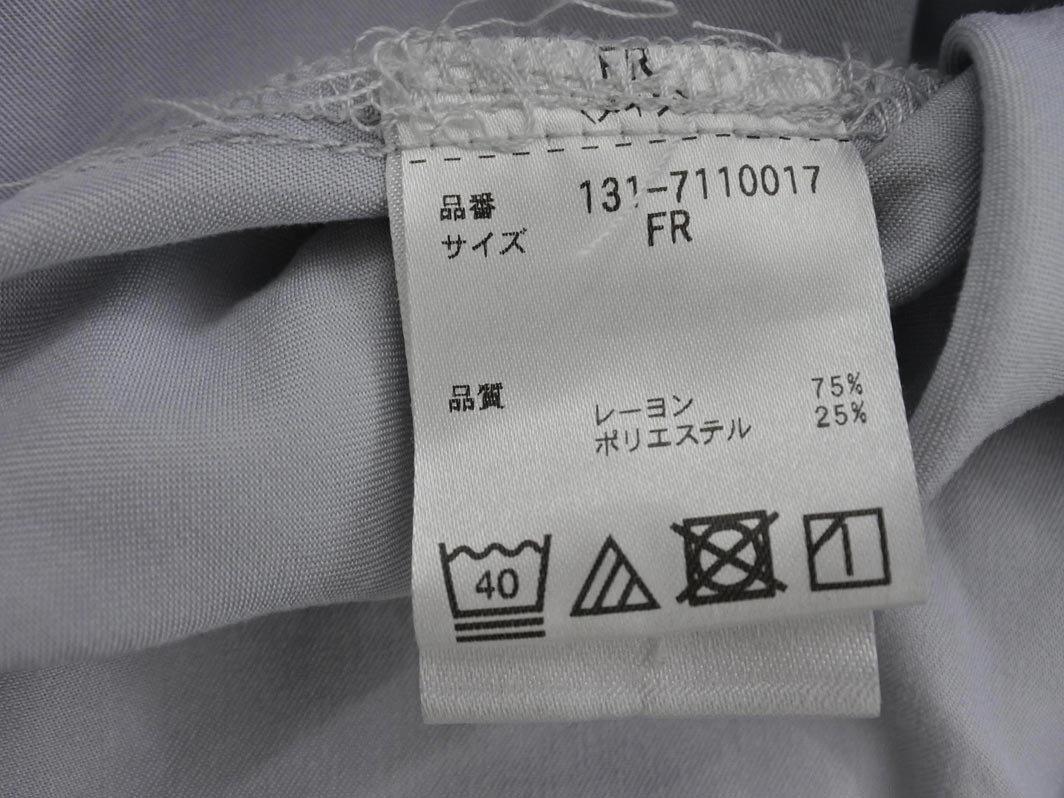 FR
品番 131-7110017
サイズ FR
品質 レーヨン 75%
ポリエステル 25%
40